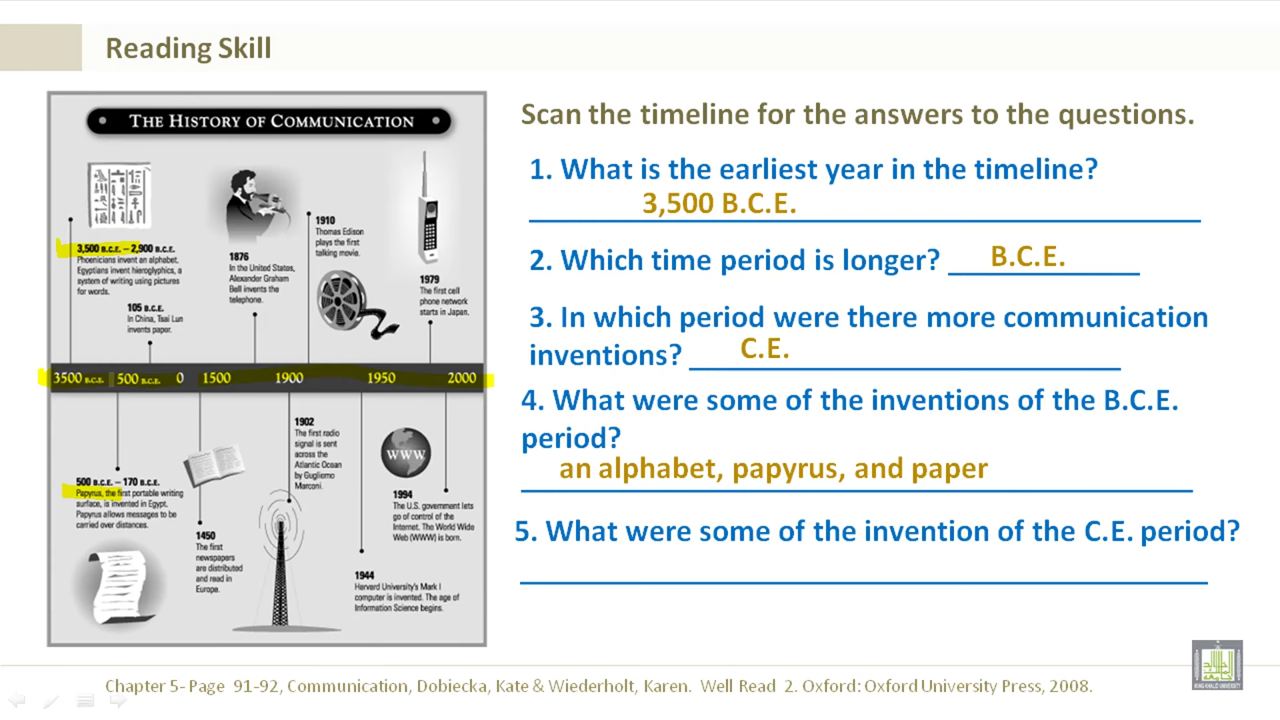 Reading Skill
THE HISTORY OF COMMUNICATION
3,500 B.C.E. – 2,900 B.C.E.
Phoenicians invent an alphabet.
Egyptians invent hieroglyphics, a
system of writing using pictures
for words.
105 B.C.E.
In China, Tsai Lun
invents paper.
1876
In the United States,
Alexander Graham
Bell invents the
telephone.
1910
Thomas Edison
plays the first
talking movie.
1979
The first cell
phone network
starts in Japan.
3500 B.C.E. 500 B.C.E. 0 1500 1900 1950 2000
500 B.C.E. – 170 B.C.E.
Papyrus, the first portable writing
surface, is invented in Egypt.
Papyrus allows messages to be
carried over distances.
1450
The first
newspapers
are distributed
and read in
Europe.
1902
The first radio
signal is sent
across the
Atlantic Ocean
by Gugliemo
Marconi.
1944
Harvard University's Mark I
computer is invented. The age of
Information Science begins.
WWW
1994
The U.S. government lets
go of control of the
Internet. The World Wide
Web (WWW) is born.
Scan the timeline for the answers to the questions.
1. What is the earliest year in the timeline?
3,500 B.C.E.
2. Which time period is longer? B.C.E.
3. In which period were there more communication
inventions? C.E.
4. What were some of the inventions of the B.C.E.
period?
an alphabet, papyrus, and paper
5. What were some of the invention of the C.E. period?
Chapter 5- Page 91-92, Communication, Dobiecka, Kate & Wiederholt, Karen. Well Read 2. Oxford: Oxford University Press, 2008.
KING KHALID UNIVERSITY